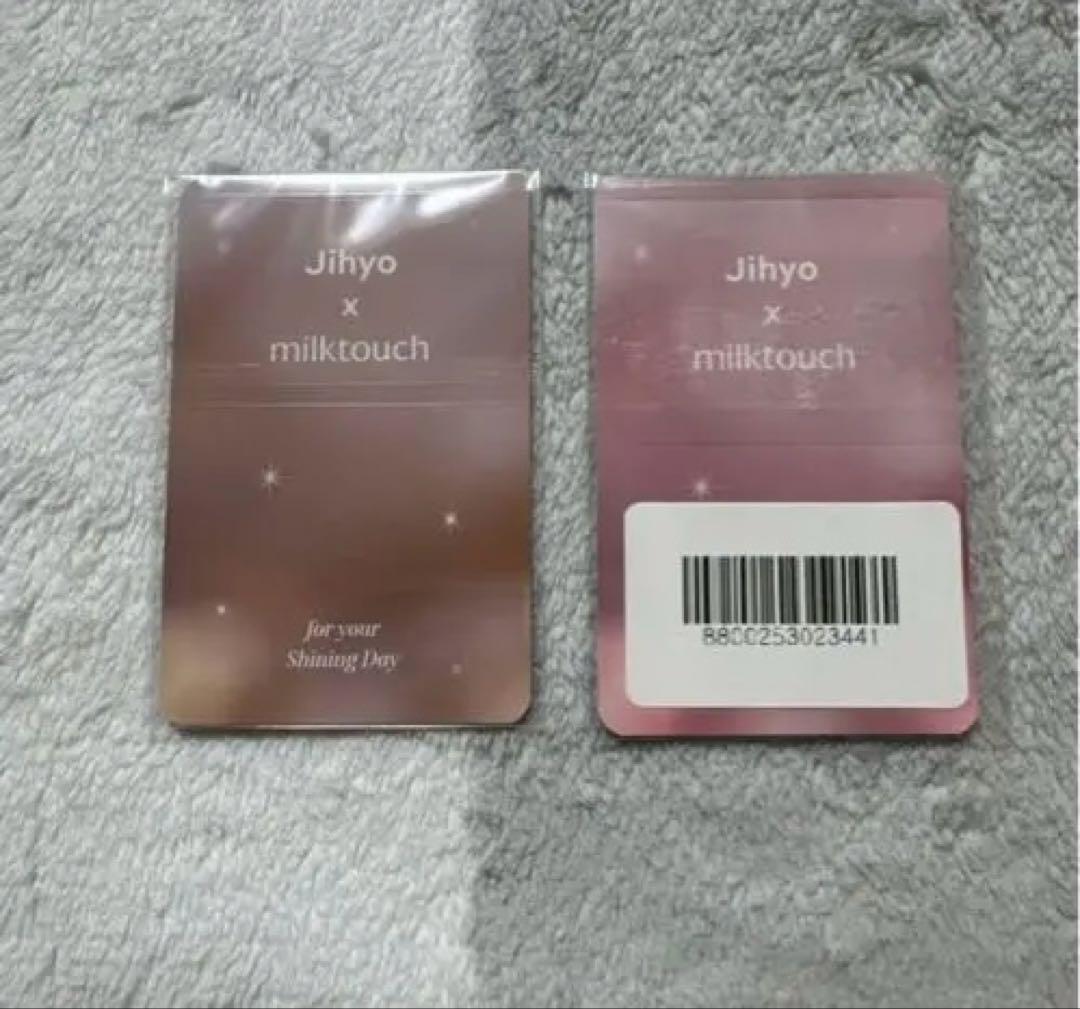 Jihyo
x
milktouch
for your
Shining Day
Jihyo
x
milktouch
8800253023441